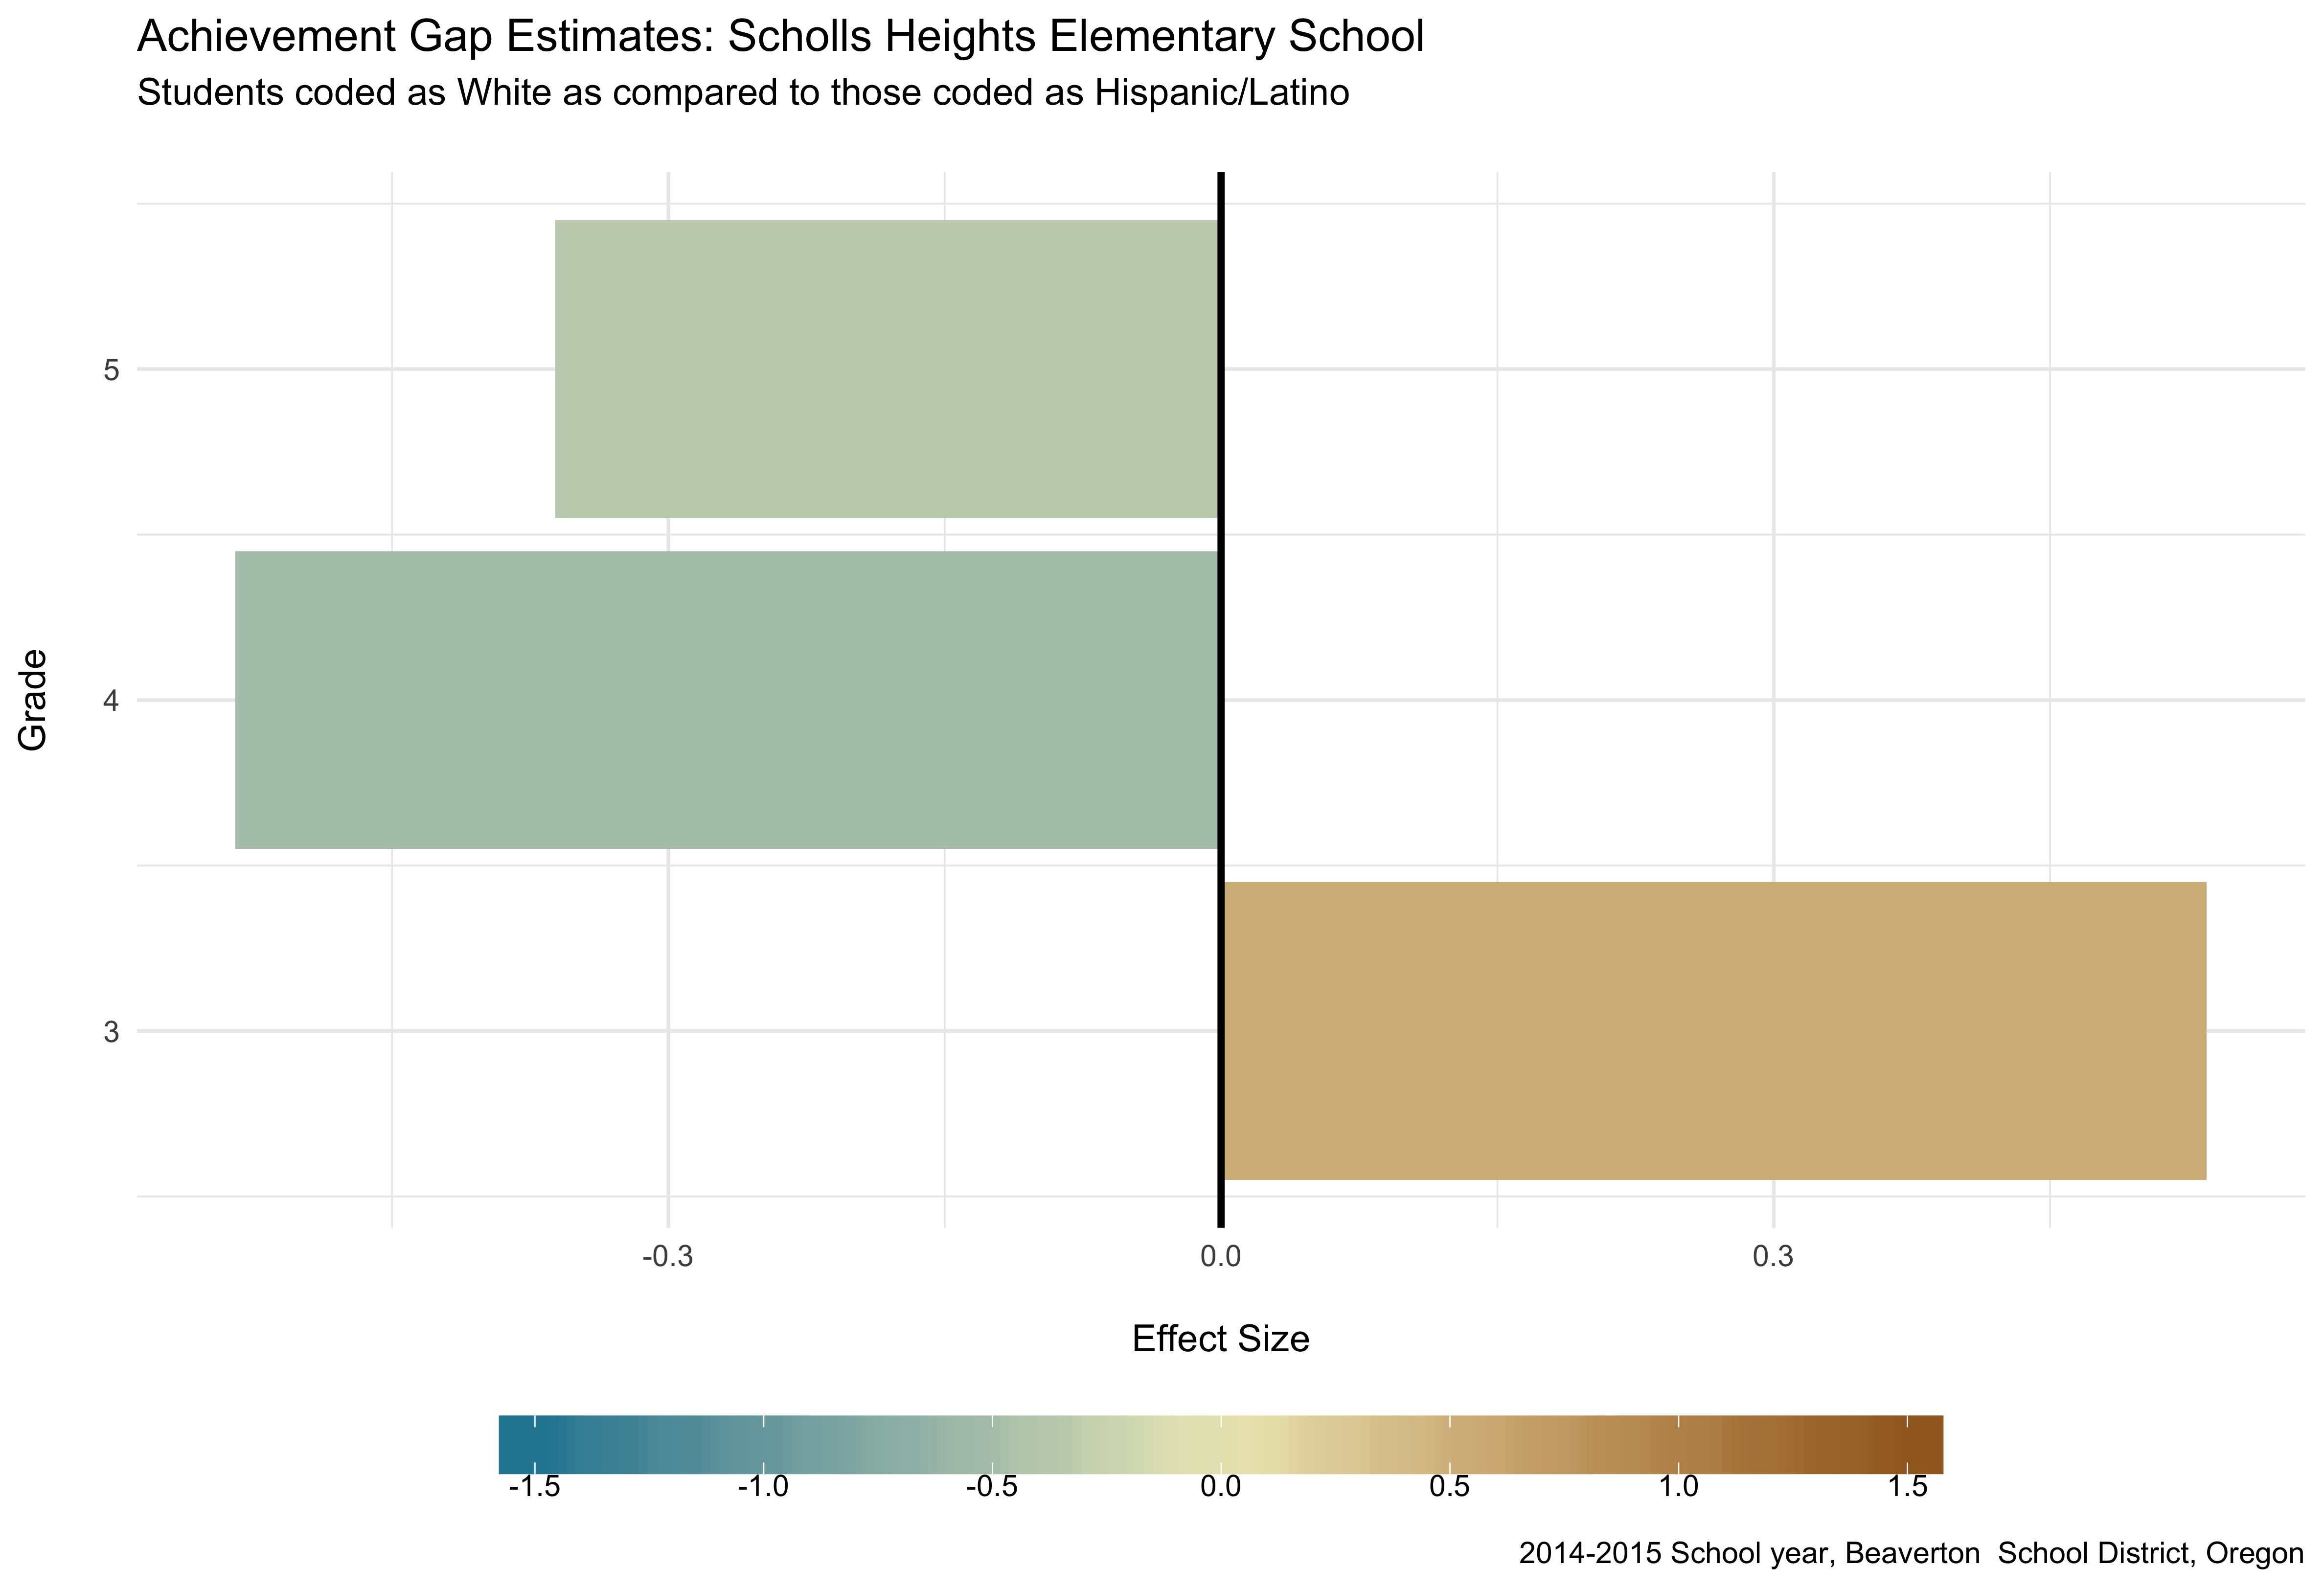 Achievement Gap Estimates: Scholls Heights Elementary School
Students coded as White as compared to those coded as Hispanic/Latino
Grade
5
4
3
-0.3 0.0 0.3
Effect Size
-1.5 -1.0 -0.5 0.0 0.5 1.0 1.5
2014-2015 School year, Beaverton  School District, Oregon